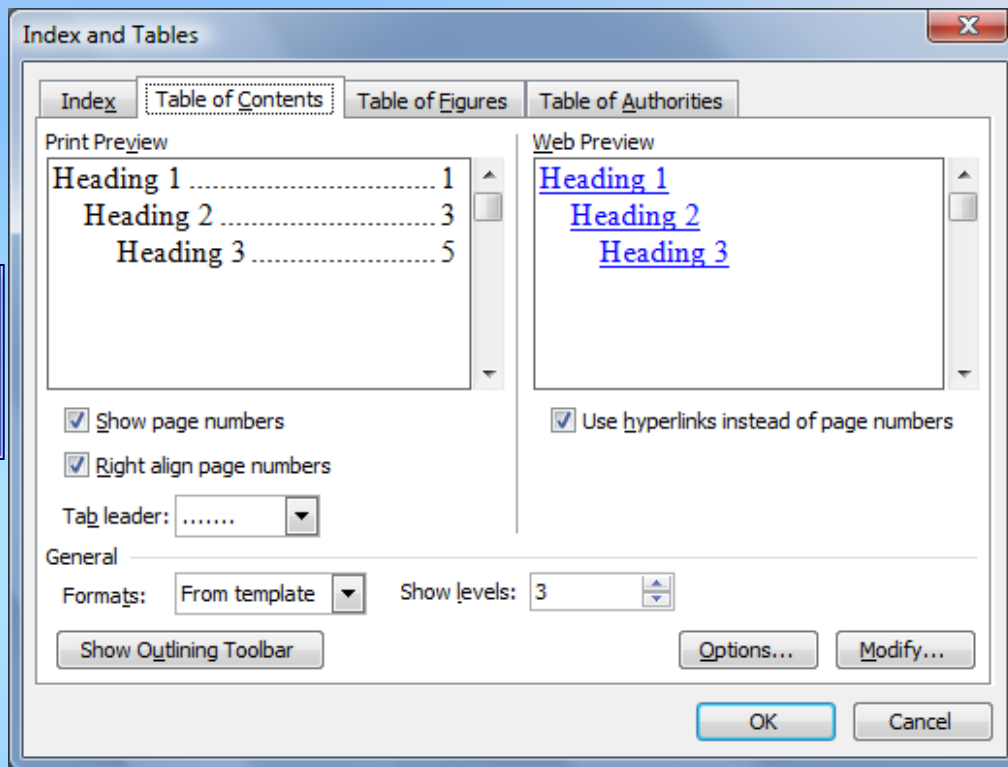 Index and Tables
Index Table of Contents Table of Figures Table of Authorities
Print Preview
Heading 1 ................................ 1
Heading 2 ............................ 3
Heading 3 ........................ 5
Web Preview
Heading 1
Heading 2
Heading 3
Show page numbers
Right align page numbers
Tab leader: .......
Use hyperlinks instead of page numbers
General
Formats: From template Show levels: 3
Show Outlining Toolbar Options... Modify...
OK Cancel